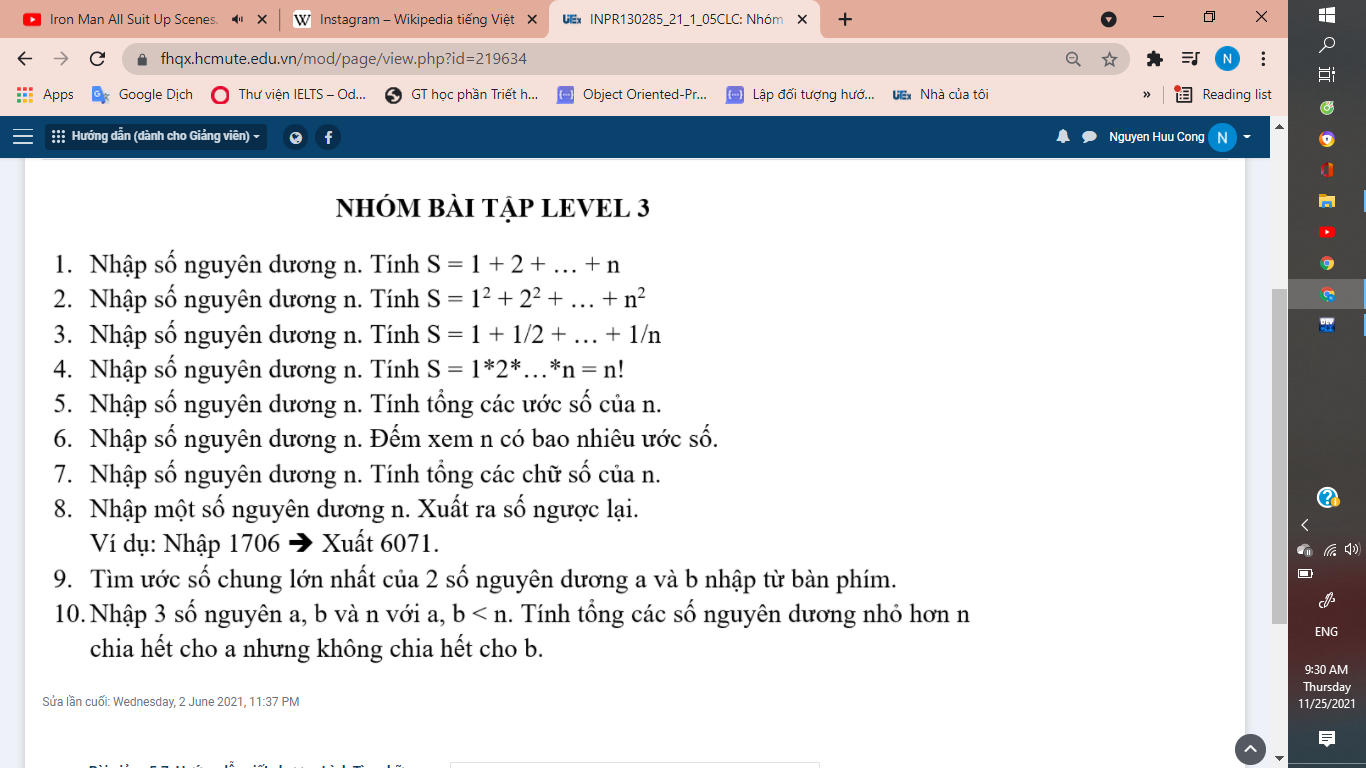 Iron Man All Suit Up Scenes.
Instagram – Wikipedia tiếng Việt
INPR130285_21_1_05CLC: Nhóm
fhqx.hcmute.edu.vn/mod/page/view.php?id=219634
N
Apps
Google Dịch
Thư viện IELTS – Od...
GT học phần Triết h...
Object Oriented-Pr...
Lập đối tượng hướ...
UEx
Nhà của tôi
»
Reading list
Hướng dẫn (dành cho Giảng viên)
Nguyen Huu Cong
N
NHÓM BÀI TẬP LEVEL 3
1. Nhập số nguyên dương n. Tính S = 1 + 2 + … + n
2. Nhập số nguyên dương n. Tính S = 1² + 2² + … + n²
3. Nhập số nguyên dương n. Tính S = 1 + 1/2 + … + 1/n
4. Nhập số nguyên dương n. Tính S = 1*2*…*n = n!
5. Nhập số nguyên dương n. Tính tổng các ước số của n.
6. Nhập số nguyên dương n. Đếm xem n có bao nhiêu ước số.
7. Nhập số nguyên dương n. Tính tổng các chữ số của n.
8. Nhập một số nguyên dương n. Xuất ra số ngược lại.
Ví dụ: Nhập 1706 ➔ Xuất 6071.
9. Tìm ước số chung lớn nhất của 2 số nguyên dương a và b nhập từ bàn phím.
10. Nhập 3 số nguyên a, b và n với a, b < n. Tính tổng các số nguyên dương nhỏ hơn n
chia hết cho a nhưng không chia hết cho b.
Sửa lần cuối: Wednesday, 2 June 2021, 11:37 PM
ENG
9:30 AM
Thursday
11/25/2021